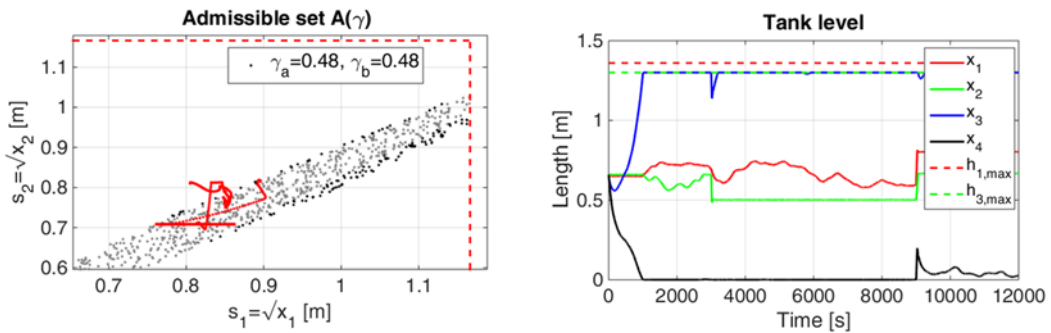 Admissible set A(γ)
γa=0.48, γb=0.48
1.1
1
0.9
0.8
0.7
0.6
s2=√x2 [m]
0.7 0.8 0.9 1 1.1
s1=√x1 [m]
Tank level
1.5
1
0.5
0
Length [m]
x1
x2
x3
x4
h1,max
h3,max
0 2000 4000 6000 8000 10000 12000
Time [s]